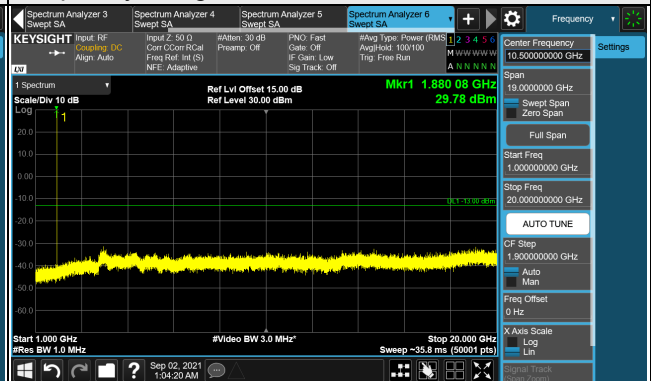 Spectrum Analyzer 3
Swept SA
Spectrum Analyzer 4
Swept SA
Spectrum Analyzer 5
Swept SA
Spectrum Analyzer 6
Swept SA
Frequency
KEYSIGHT
LXI
Input: RF
Coupling: DC
Align: Auto
Input Z: 50 Ω
Corr CCorr RCal
Freq Ref: Int (S)
NFE: Adaptive
#Atten: 30 dB
Preamp: Off
PNO: Fast
Gate: Off
IF Gain: Low
Sig Track: Off
#Avg Type: Power (RMS
Avg|Hold: 100/100
Trig: Free Run
1 2 3 4 5 6
M W W W W W
A N N N N N
1 Spectrum
Scale/Div 10 dB
Log
Ref Lvl Offset 15.00 dB
Ref Level 30.00 dBm
Mkr1 1.880 08 GHz
29.78 dBm
1
20.0
10.0
0.00
-10.0
DL1 -13.00 dBm
-20.0
-30.0
-40.0
-50.0
-60.0
Start 1.000 GHz
#Res BW 1.0 MHz
#Video BW 3.0 MHz*
Stop 20.000 GHz
Sweep ~35.8 ms (50001 pts)
Center Frequency
10.500000000 GHz
Settings
Span
19.0000000 GHz
Swept Span
Zero Span
Full Span
Start Freq
1.000000000 GHz
Stop Freq
20.000000000 GHz
AUTO TUNE
CF Step
1.900000000 GHz
Auto
Man
Freq Offset
0 Hz
X Axis Scale
Log
Lin
Signal Track
(Span Zoom)
Sep 02, 2021
1:04:20 AM